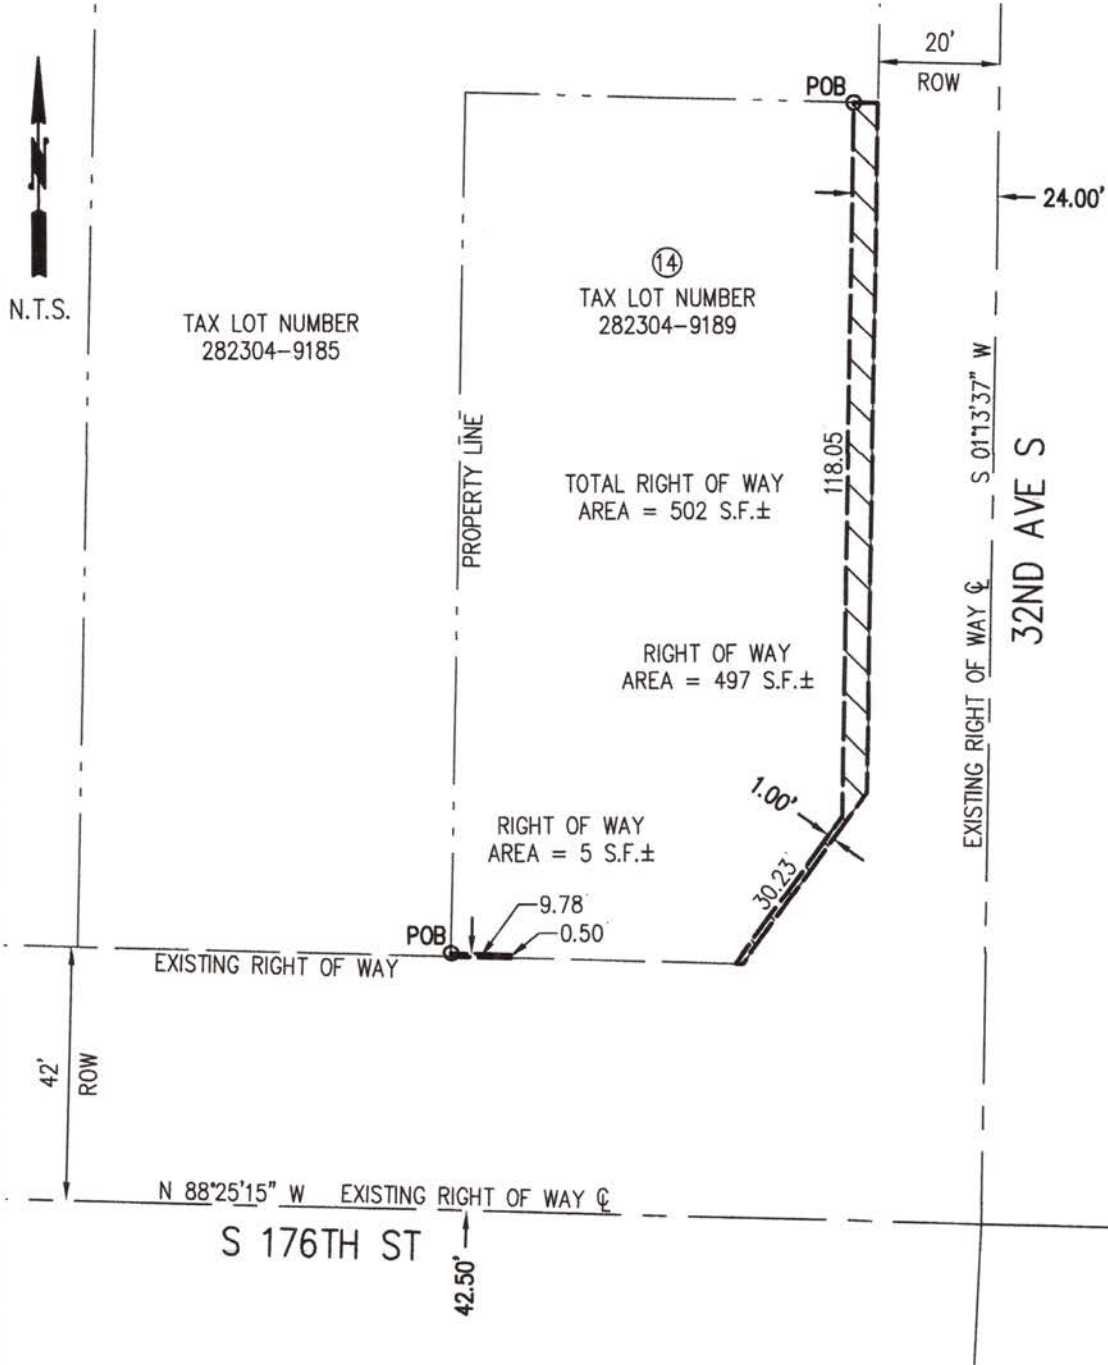 20'
ROW
POB
24.00'
N
N.T.S.
14
TAX LOT NUMBER
282304-9189
TAX LOT NUMBER
282304-9185
S 01°13'37" W
32ND AVE S
PROPERTY LINE
118.05
TOTAL RIGHT OF WAY
AREA = 502 S.F.±
EXISTING RIGHT OF WAY ℄
RIGHT OF WAY
AREA = 497 S.F.±
1.00'
RIGHT OF WAY
AREA = 5 S.F.±
30.23
9.78
0.50
POB
EXISTING RIGHT OF WAY
42'
ROW
N 88°25'15" W EXISTING RIGHT OF WAY ℄
S 176TH ST
42.50'